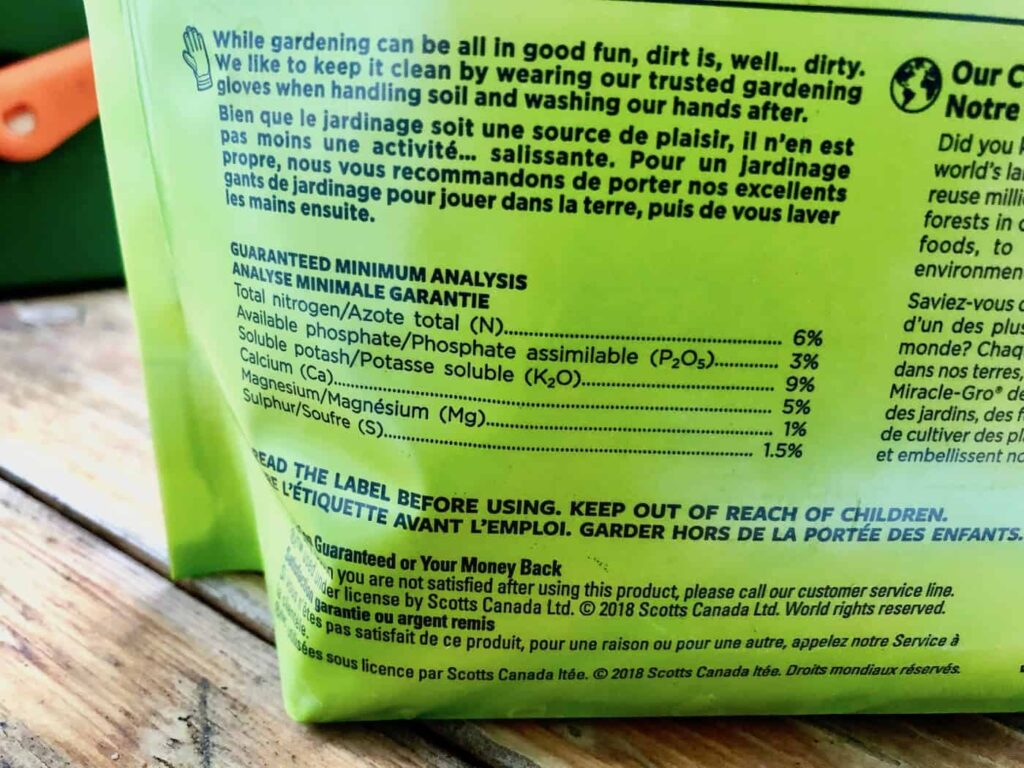 While gardening can be all in good fun, dirt is, well... dirty.
We like to keep it clean by wearing our trusted gardening
gloves when handling soil and washing our hands after.
Bien que le jardinage soit une source de plaisir, il n'en est
pas moins une activité... salissante. Pour un jardinage
propre, nous vous recommandons de porter nos excellents
gants de jardinage pour jouer dans la terre, puis de vous laver
les mains ensuite.
GUARANTEED MINIMUM ANALYSIS
ANALYSE MINIMALE GARANTIE
Total nitrogen/Azote total (N)..... 6%
Available phosphate/Phosphate assimilable (P₂O₅)..... 3%
Soluble potash/Potasse soluble (K₂O)..... 9%
Calcium (Ca)..... 5%
Magnesium/Magnésium (Mg)..... 1%
Sulphur/Soufre (S)..... 1.5%
EAD THE LABEL BEFORE USING. KEEP OUT OF REACH OF CHILDREN.
E L'ÉTIQUETTE AVANT L'EMPLOI. GARDER HORS DE LA PORTÉE DES ENFANTS.
Guaranteed or Your Money Back
you are not satisfied after using this product, please call our customer service line.
der license by Scotts Canada Ltd. © 2018 Scotts Canada Ltd. World rights reserved.
garantie ou argent remis
êtes pas satisfait de ce produit, pour une raison ou pour une autre, appelez notre Service à
sées sous licence par Scotts Canada ltée. © 2018 Scotts Canada ltée. Droits mondiaux réservés.
Our C
Notre
Did you
world's la
reuse milli
forests in
foods, to
environmen
Saviez-vous
d'un des plus
monde? Chaq
dans nos terres,
Miracle-Gro® de
des jardins, des f
de cultiver des pl
et embellissent no